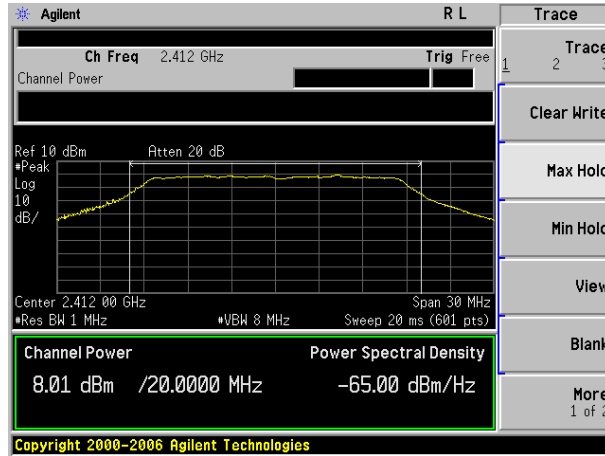 Agilent R L Trace
Ch Freq 2.412 GHz Trig Free
Channel Power
Trace
1 2 3
Clear Write
Max Hold
Min Hold
View
Blank
More
1 of 2
Ref 10 dBm Atten 20 dB
#Peak
Log
10
dB/
Center 2.412 00 GHz Span 30 MHz
#Res BW 1 MHz #VBW 8 MHz Sweep 20 ms (601 pts)
Channel Power Power Spectral Density
8.01 dBm /20.0000 MHz -65.00 dBm/Hz
Copyright 2000-2006 Agilent Technologies